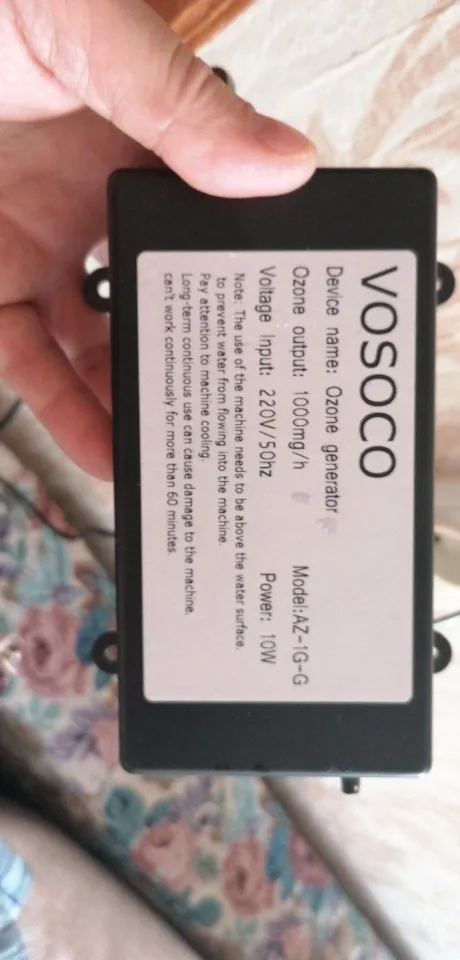 VOSOCO
Device name: Ozone generator
Ozone output: 1000mg/h Model:AZ-1G-G
Voltage Input: 220V/50hz Power: 10W
Note: The use of the machine needs to be above the water surface.
to prevent water from flowing into the machine.
Pay attention to machine cooling.
Long-term continuous use can cause damage to the machine.
can't work continuously for more than 60 minutes.